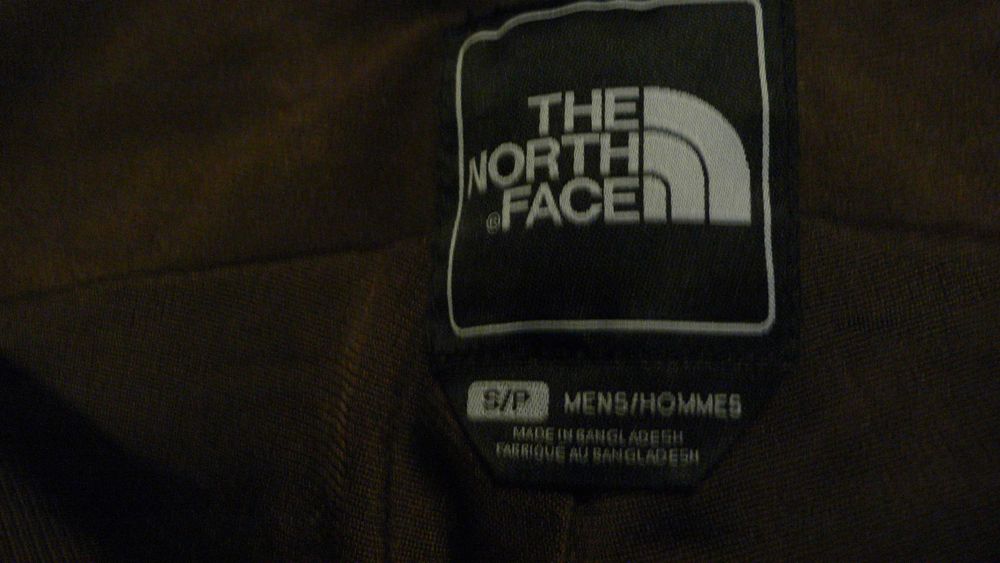 THE
NORTH
®FACE
S/P MENS/HOMMES
MADE IN BANGLADESH
FABRIQUE AU BANGLADESH